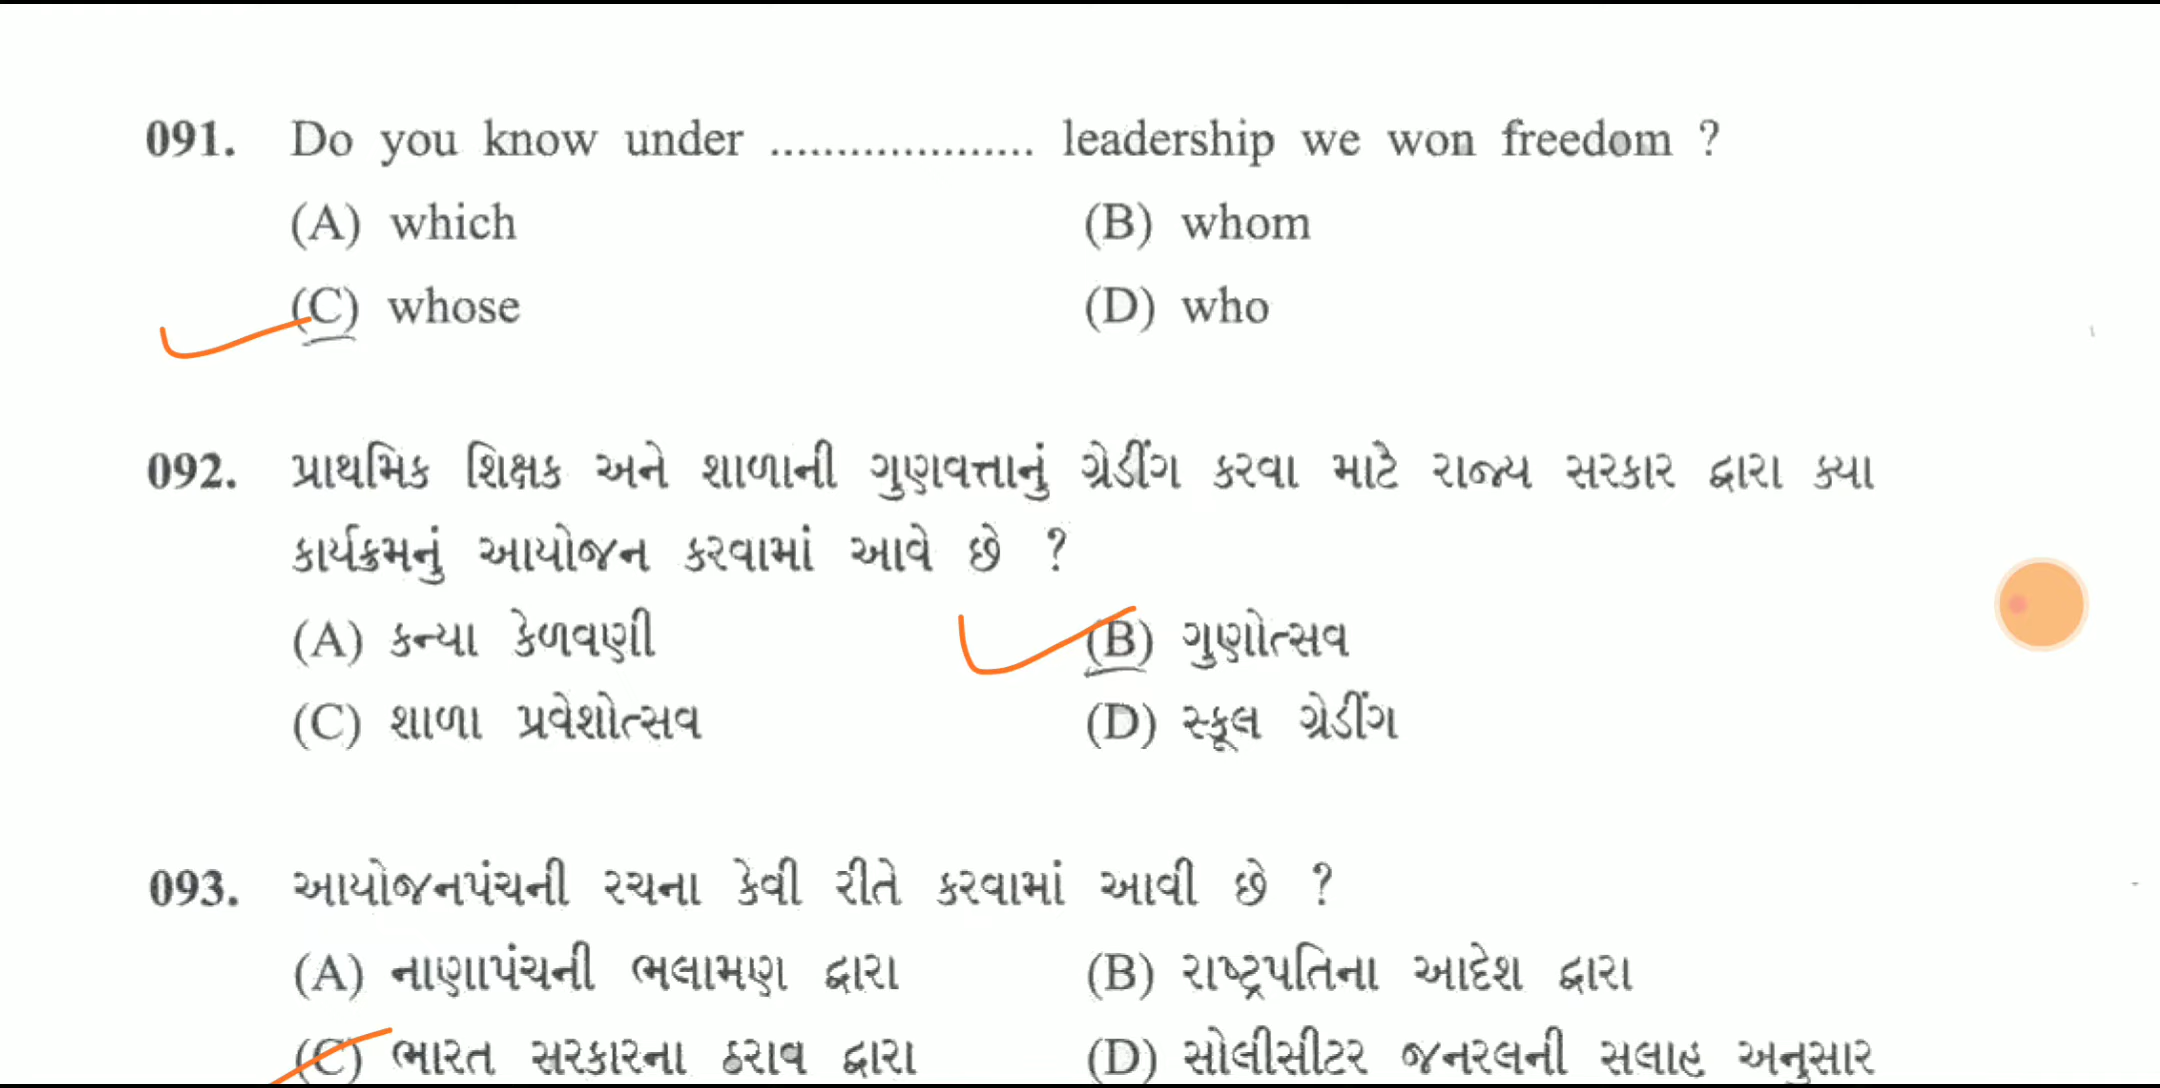 091. Do you know under .................... leadership we won freedom ?
(A) which (B) whom
(C) whose (D) who
092. પ્રાથમિક શિક્ષક અને શાળાની ગુણવત્તાનું ગ્રેડીંગ કરવા માટે રાજ્ય સરકાર દ્વારા ક્યા
કાર્યક્રમનું આયોજન કરવામાં આવે છે ?
(A) કન્યા કેળવણી (B) ગુણોત્સવ
(C) શાળા પ્રવેશોત્સવ (D) સ્કૂલ ગ્રેડીંગ
093. આયોજનપંચની રચના કેવી રીતે કરવામાં આવી છે ?
(A) નાણાપંચની ભલામણ દ્વારા (B) રાષ્ટ્રપતિના આદેશ દ્વારા
(C) ભારત સરકારના ઠરાવ દ્વારા (D) સોલીસીટર જનરલની સલાહ અનુસાર